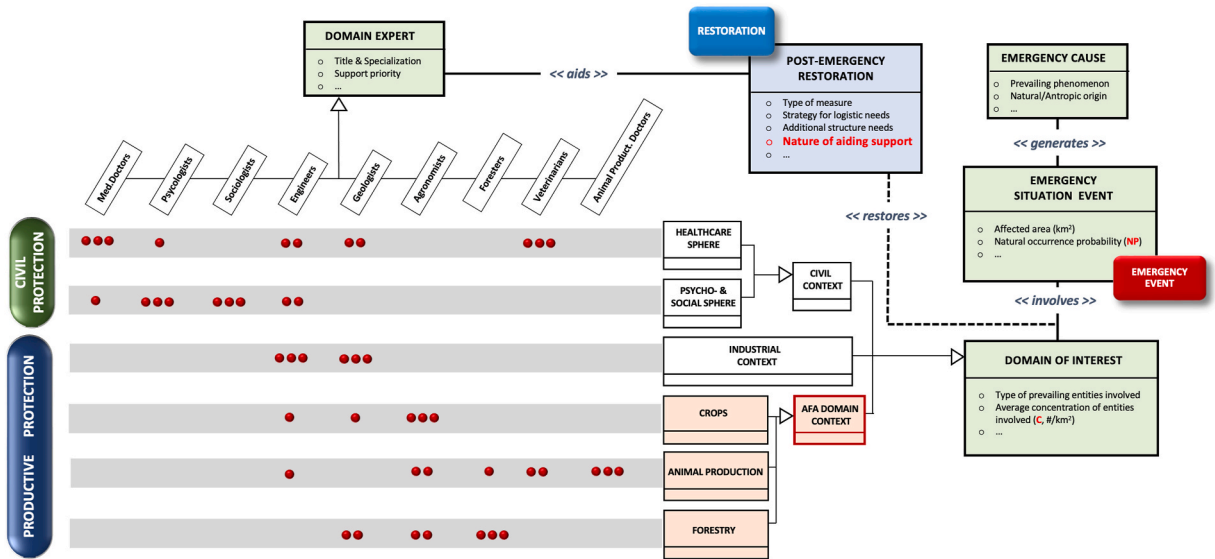 RESTORATION
DOMAIN EXPERT
○ Title & Specialization
○ Support priority
○ ...
<< aids >>
POST-EMERGENCY
RESTORATION
○ Type of measure
○ Strategy for logistic needs
○ Additional structure needs
○ Nature of aiding support
○ ...
EMERGENCY CAUSE
○ Prevailing phenomenon
○ Natural/Antropic origin
○ ...
<< generates >>
EMERGENCY
SITUATION EVENT
○ Affected area (km²)
○ Natural occurrence probability (NP)
○ ...
EMERGENCY
EVENT
<< restores >>
<< involves >>
Med.Doctors
Psycologists
Sociologists
Engineers
Geologists
Agronomists
Foresters
Veterinarians
Animal Product. Doctors
CIVIL
PROTECTION
HEALTHCARE
SPHERE
PSYCHO- &
SOCIAL SPHERE
CIVIL
CONTEXT
INDUSTRIAL
CONTEXT
DOMAIN OF INTEREST
○ Type of prevailing entities involved
○ Average concentration of entities
involved (C, #/km²)
○ ...
PRODUCTIVE PROTECTION
CROPS
AFA DOMAIN
CONTEXT
ANIMAL PRODUCTION
FORESTRY